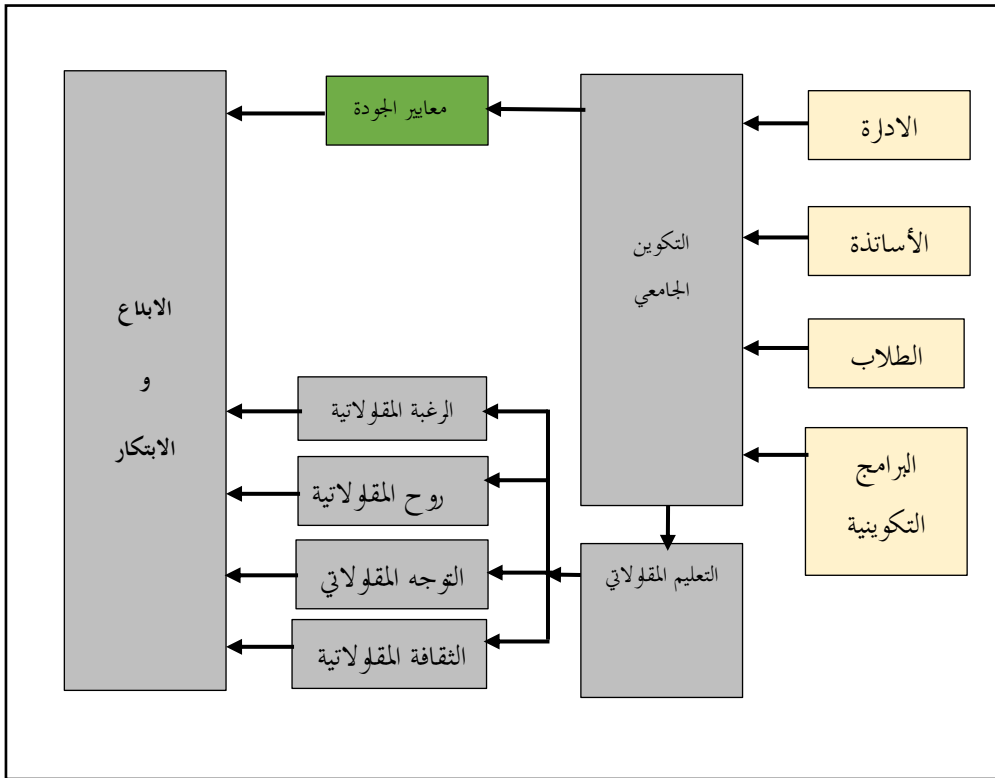 الادارة
الأساتذة
الطلاب
البرامج
التكوينية
التكوين
الجامعي
التعليم المقاولاتي
معايير الجودة
الرغبة المقاولاتية
روح المقاولاتية
التوجه المقاولاتي
الثقافة المقاولاتية
الابداع
و
الابتكار